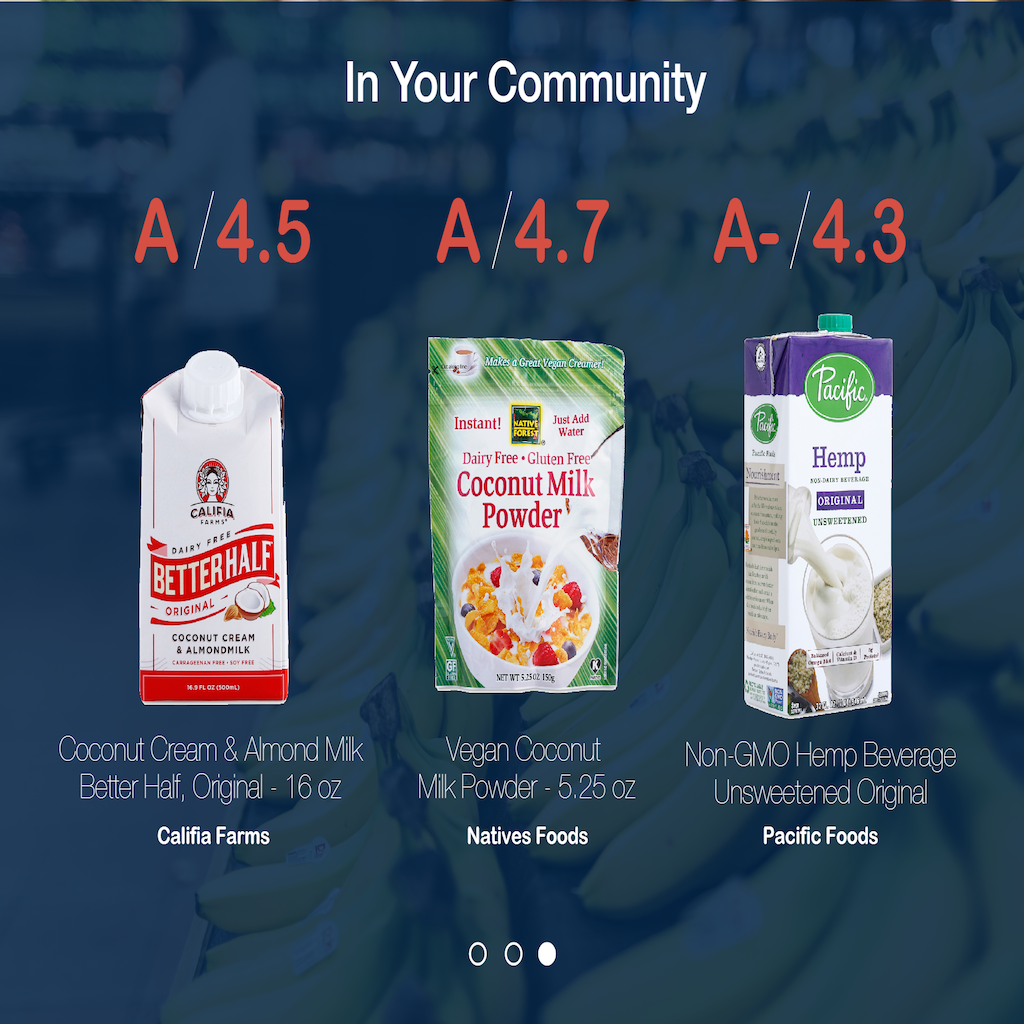 In Your Community
A/4.5
A/4.7
A-/4.3
CALIFIA
FARMS
DAIRY FREE
BETTER HALF
ORIGINAL
COCONUT CREAM
& ALMONDMILK
CARRAGEENAN FREE • SOY FREE
16.9 FL OZ (500mL)
Makes a Great Vegan Creamer!
Instant!
NATIVE
FOREST
Just Add
Water
Dairy Free • Gluten Free
Coconut Milk
Powder
GF
K
NET WT 5.25 OZ 150g
Pacific
Pacific
Pacific Foods
Nourishment
Hemp
NON-DAIRY BEVERAGE
ORIGINAL
UNSWEETENED
Coconut Cream & Almond Milk
Better Half, Original - 16 oz
Califia Farms
Vegan Coconut
Milk Powder - 5.25 oz
Natives Foods
Non-GMO Hemp Beverage
Unsweetened Original
Pacific Foods